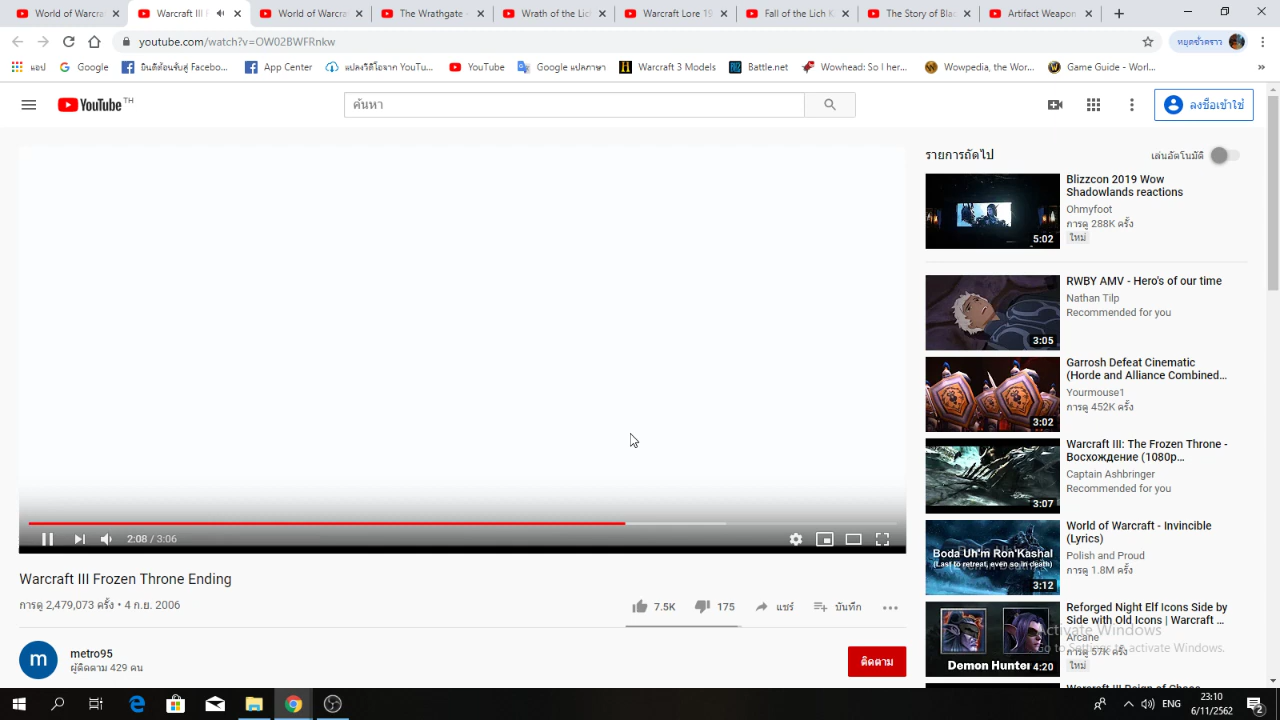 World of Warcra
Warcraft III
World of Warcra
The Wrathgate -
Wrath of the Lic
Warcraft Lore 19
Fall of the Lich K
The Story of Bla
Artifact Weapon
youtube.com/watch?v=OW02BWFRnkw
หยุดชั่วคราว
แอป
Google
ยินดีต้อนรับสู่ Faceboo...
App Center
แปลงวิดีโอจาก YouTu...
YouTube
Google แปลภาษา
Warcraft 3 Models
Battle.net
Wowhead: So I her...
Wowpedia, the Wor...
Game Guide - Worl...
»
YouTube TH
ค้นหา
ลงชื่อเข้าใช้
รายการถัดไป
เล่นอัตโนมัติ
5:02
Blizzcon 2019 Wow
Shadowlands reactions
Ohmyfoot
การดู 288K ครั้ง
ใหม่
3:05
RWBY AMV - Hero's of our time
Nathan Tilp
Recommended for you
3:02
Garrosh Defeat Cinematic
(Horde and Alliance Combined...
Yourmouse1
การดู 452K ครั้ง
3:07
Warcraft III: The Frozen Throne -
Восхождение (1080p...
Captain Ashbringer
Recommended for you
Boda Uh'm Ron'Kashal
(Last to retreat, even so in death)
3:12
World of Warcraft - Invincible
(Lyrics)
Polish and Proud
การดู 1.8M ครั้ง
Demon Hunter
4:20
Reforged Night Elf Icons Side by
Side with Old Icons | Warcraft ...
Arcane
การดู 57K ครั้ง
ใหม่
Warcraft III Reign of Chaos
2:08 / 3:06
Warcraft III Frozen Throne Ending
การดู 2,479,073 ครั้ง • 4 ก.ย. 2006
7.5K
175
แชร์
บันทึก
m
metro95
ผู้ติดตาม 429 คน
ติดตาม
Activate Windows
Go to Settings to activate Windows.
ENG
23:10
6/11/2562
2